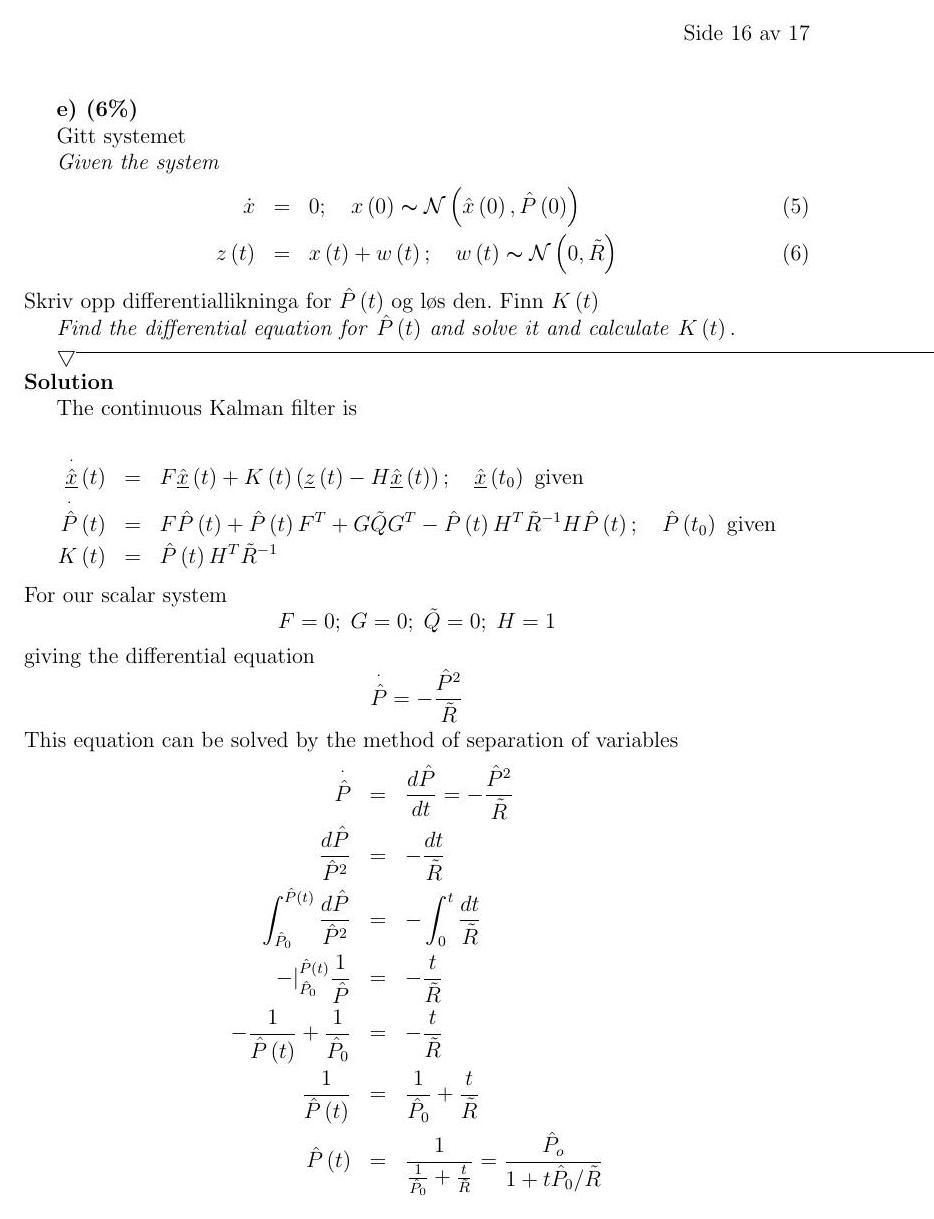 Side 16 av 17
e) (6%)
Gitt systemet
Given the system
ẋ = 0; x (0) ∼ 𝒩 (x̂ (0) , P̂ (0)) (5)
z (t) = x (t) + w (t) ; w (t) ∼ 𝒩 (0, R̃) (6)
Skriv opp differentiallikninga for P̂ (t) og løs den. Finn K (t)
Find the differential equation for P̂ (t) and solve it and calculate K (t) .
▽
Solution
The continuous Kalman filter is
x̲̂̇ (t) = Fx̲̂ (t) + K (t) (z̲ (t) − Hx̲̂ (t)) ; x̲̂ (t₀) given
P̂̇ (t) = FP̂ (t) + P̂ (t) Fᵀ + GQ̃Gᵀ − P̂ (t) HᵀR̃⁻¹HP̂ (t) ; P̂ (t₀) given
K (t) = P̂ (t) HᵀR̃⁻¹
For our scalar system
F = 0; G = 0; Q̃ = 0; H = 1
giving the differential equation
P̂̇ = −P̂²/R̃
This equation can be solved by the method of separation of variables
P̂̇ = dP̂/dt = −P̂²/R̃
dP̂/P̂² = −dt/R̃
∫_{P̂₀}^{P̂(t)} dP̂/P̂² = −∫₀ᵗ dt/R̃
−|_{P̂₀}^{P̂(t)} 1/P̂ = −t/R̃
−1/P̂ (t) + 1/P̂₀ = −t/R̃
1/P̂ (t) = 1/P̂₀ + t/R̃
P̂ (t) = 1/(1/P̂₀ + t/R̃) = P̂ₒ/(1 + tP̂₀/R̃)